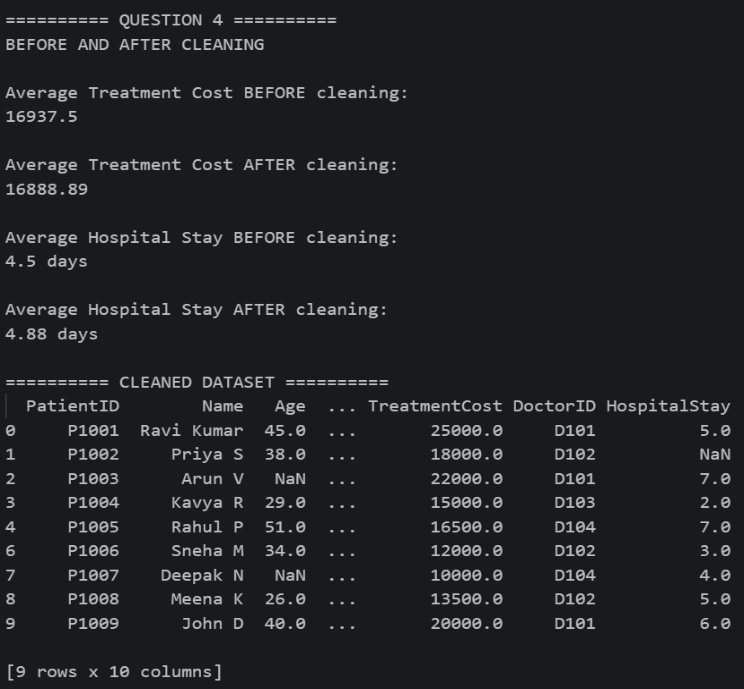 ========== QUESTION 4 ==========
BEFORE AND AFTER CLEANING
Average Treatment Cost BEFORE cleaning:
16937.5
Average Treatment Cost AFTER cleaning:
16888.89
Average Hospital Stay BEFORE cleaning:
4.5 days
Average Hospital Stay AFTER cleaning:
4.88 days
========== CLEANED DATASET ==========
  PatientID        Name   Age  ... TreatmentCost DoctorID HospitalStay
0     P1001  Ravi Kumar  45.0  ...       25000.0     D101          5.0
1     P1002     Priya S  38.0  ...       18000.0     D102          NaN
2     P1003      Arun V   NaN  ...       22000.0     D101          7.0
3     P1004     Kavya R  29.0  ...       15000.0     D103          2.0
4     P1005     Rahul P  51.0  ...       16500.0     D104          7.0
6     P1006     Sneha M  34.0  ...       12000.0     D102          3.0
7     P1007    Deepak N   NaN  ...       10000.0     D104          4.0
8     P1008     Meena K  26.0  ...       13500.0     D102          5.0
9     P1009      John D  40.0  ...       20000.0     D101          6.0
[9 rows x 10 columns]